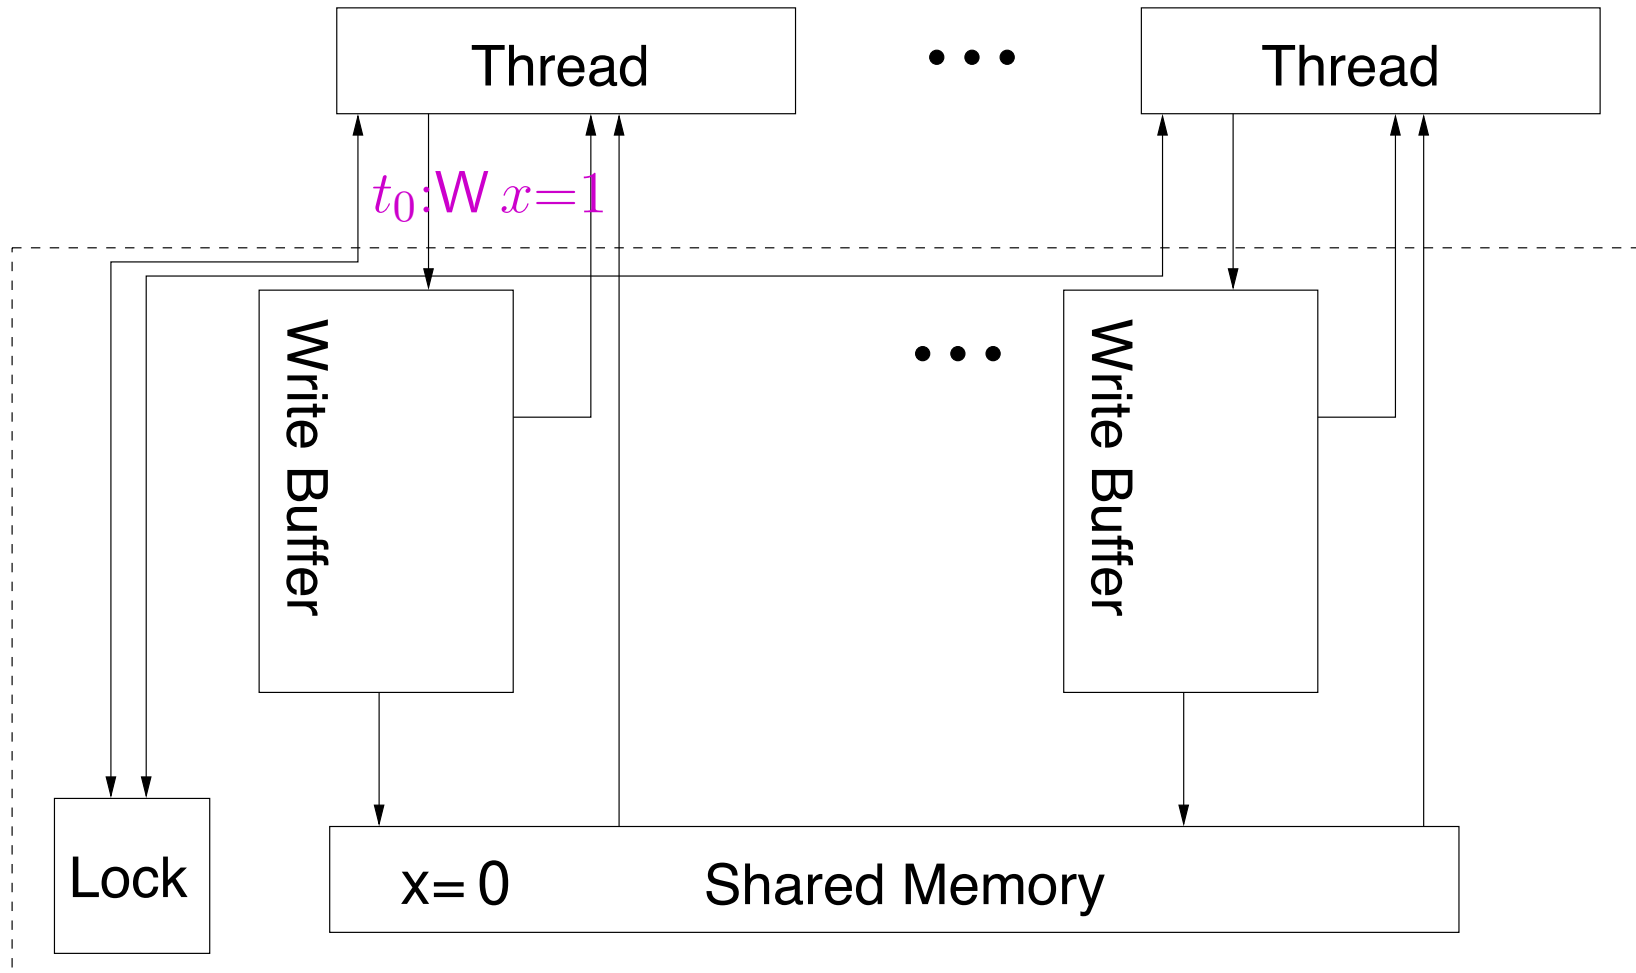 Thread
Thread
t₀:W x=1
Write Buffer
Write Buffer
Lock
x= 0
Shared Memory